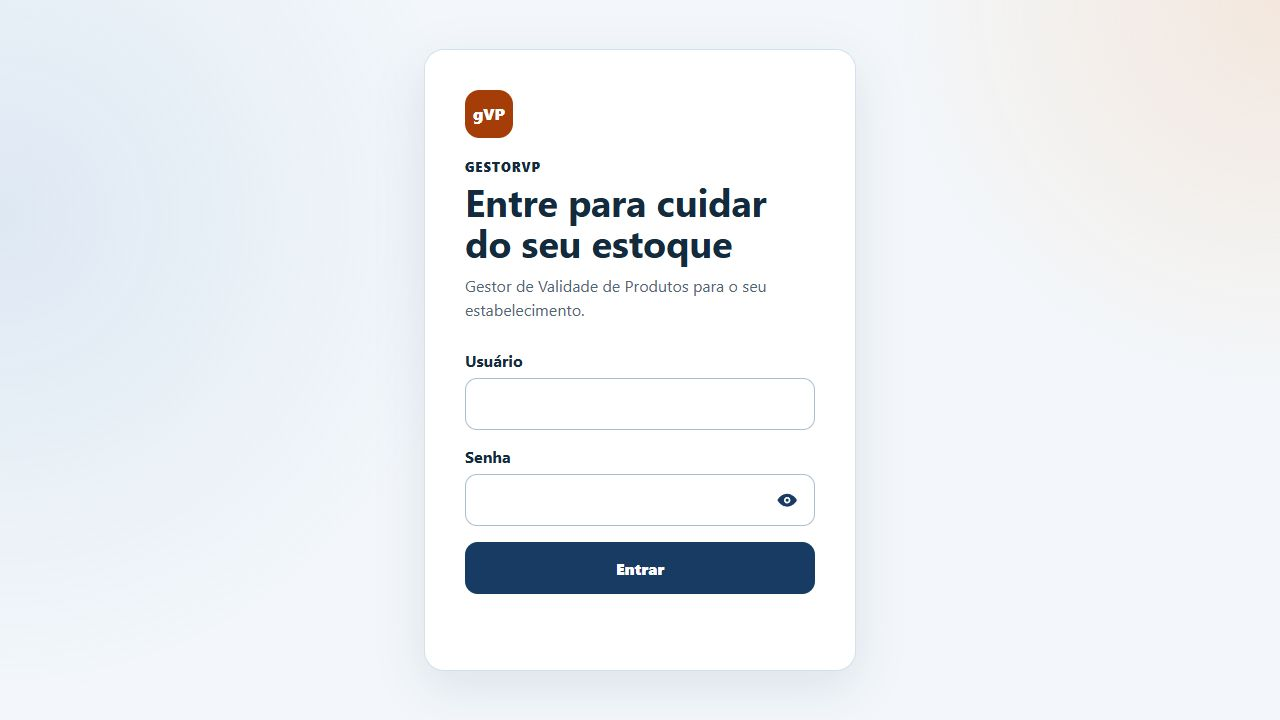 gVP
GESTORVP
Entre para cuidar
do seu estoque
Gestor de Validade de Produtos para o seu
estabelecimento.
Usuário
Senha
Entrar